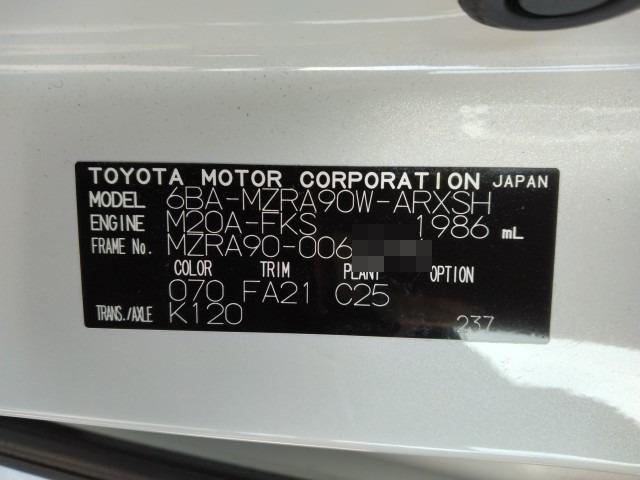 TOYOTA MOTOR CORPORATION JAPAN
MODEL 6BA-MZRA90W-ARXSH
ENGINE M20A-FKS 1986 mL
FRAME No. MZRA90-006
COLOR TRIM PLANT OPTION
070 FA21 C25
TRANS./AXLE K120 237